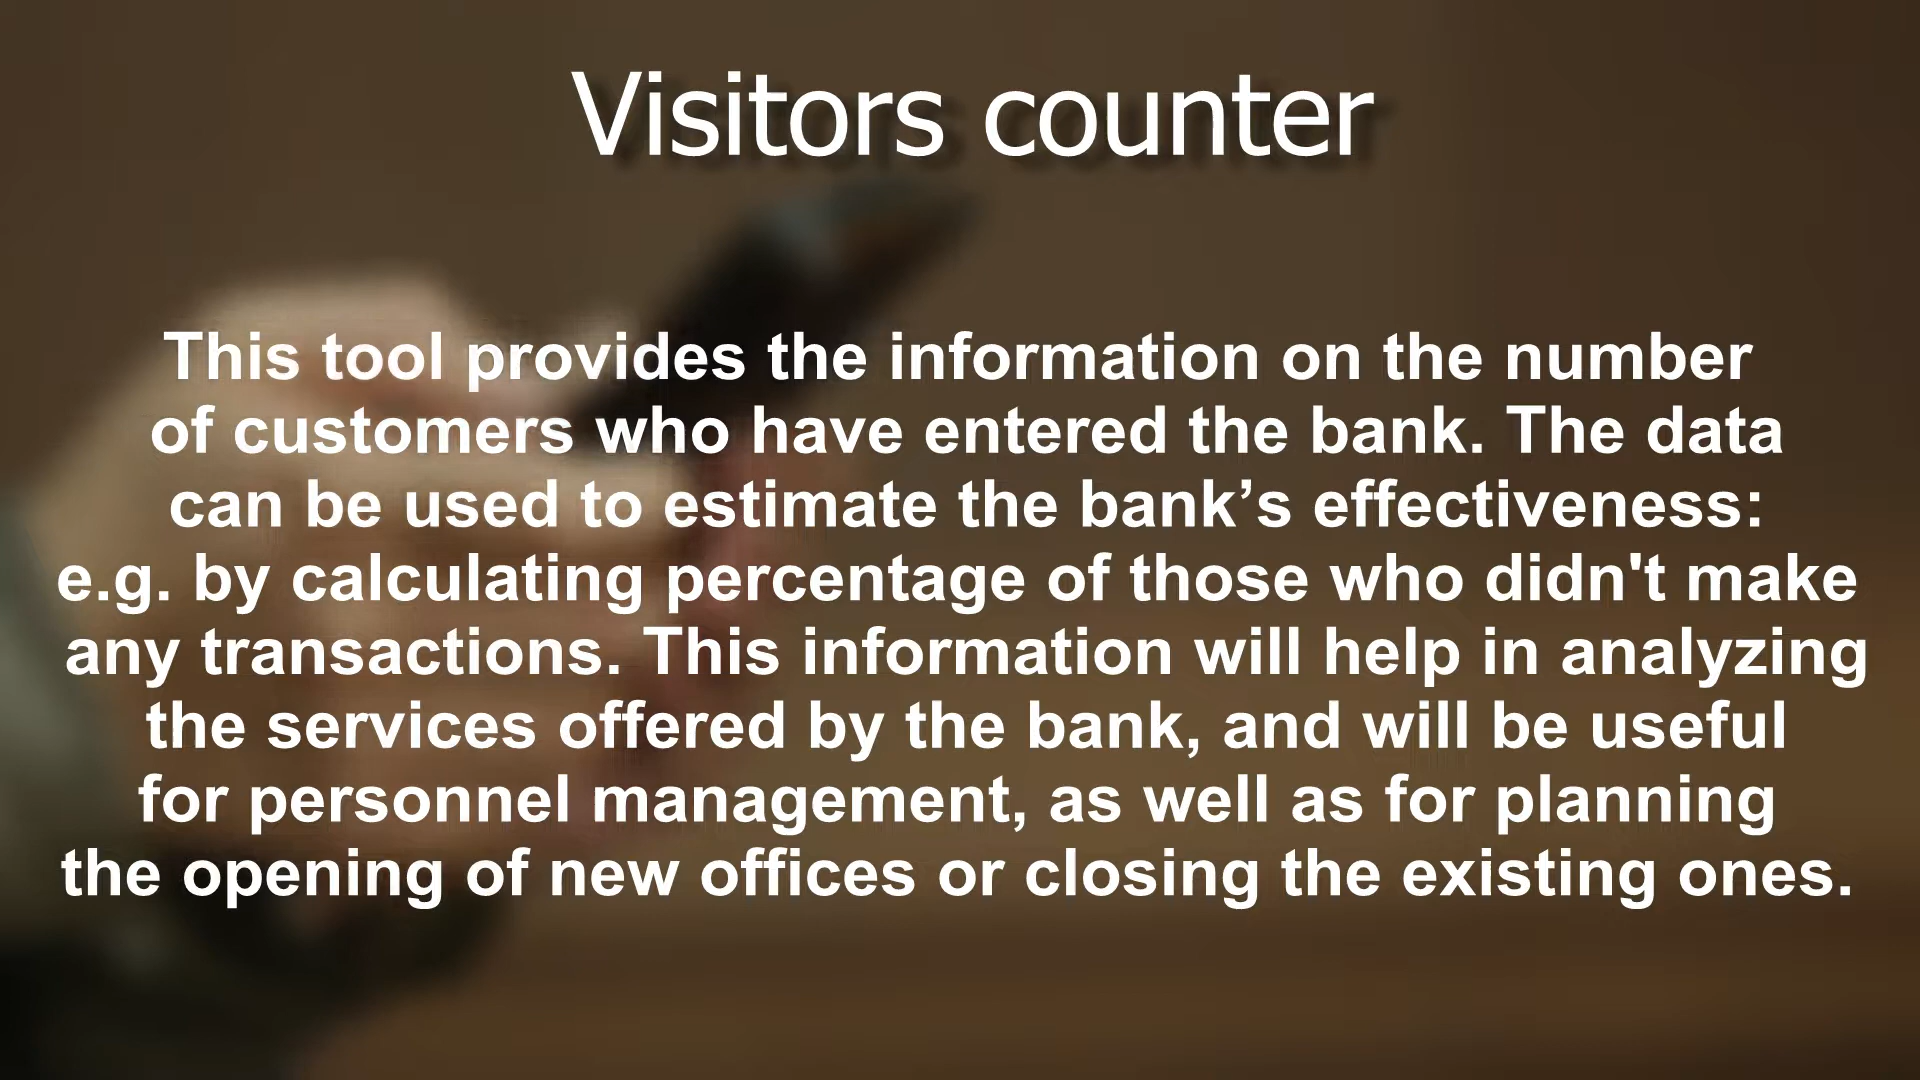 Visitors counter
This tool provides the information on the number
of customers who have entered the bank. The data
can be used to estimate the bank’s effectiveness:
e.g. by calculating percentage of those who didn't make
any transactions. This information will help in analyzing
the services offered by the bank, and will be useful
for personnel management, as well as for planning
the opening of new offices or closing the existing ones.